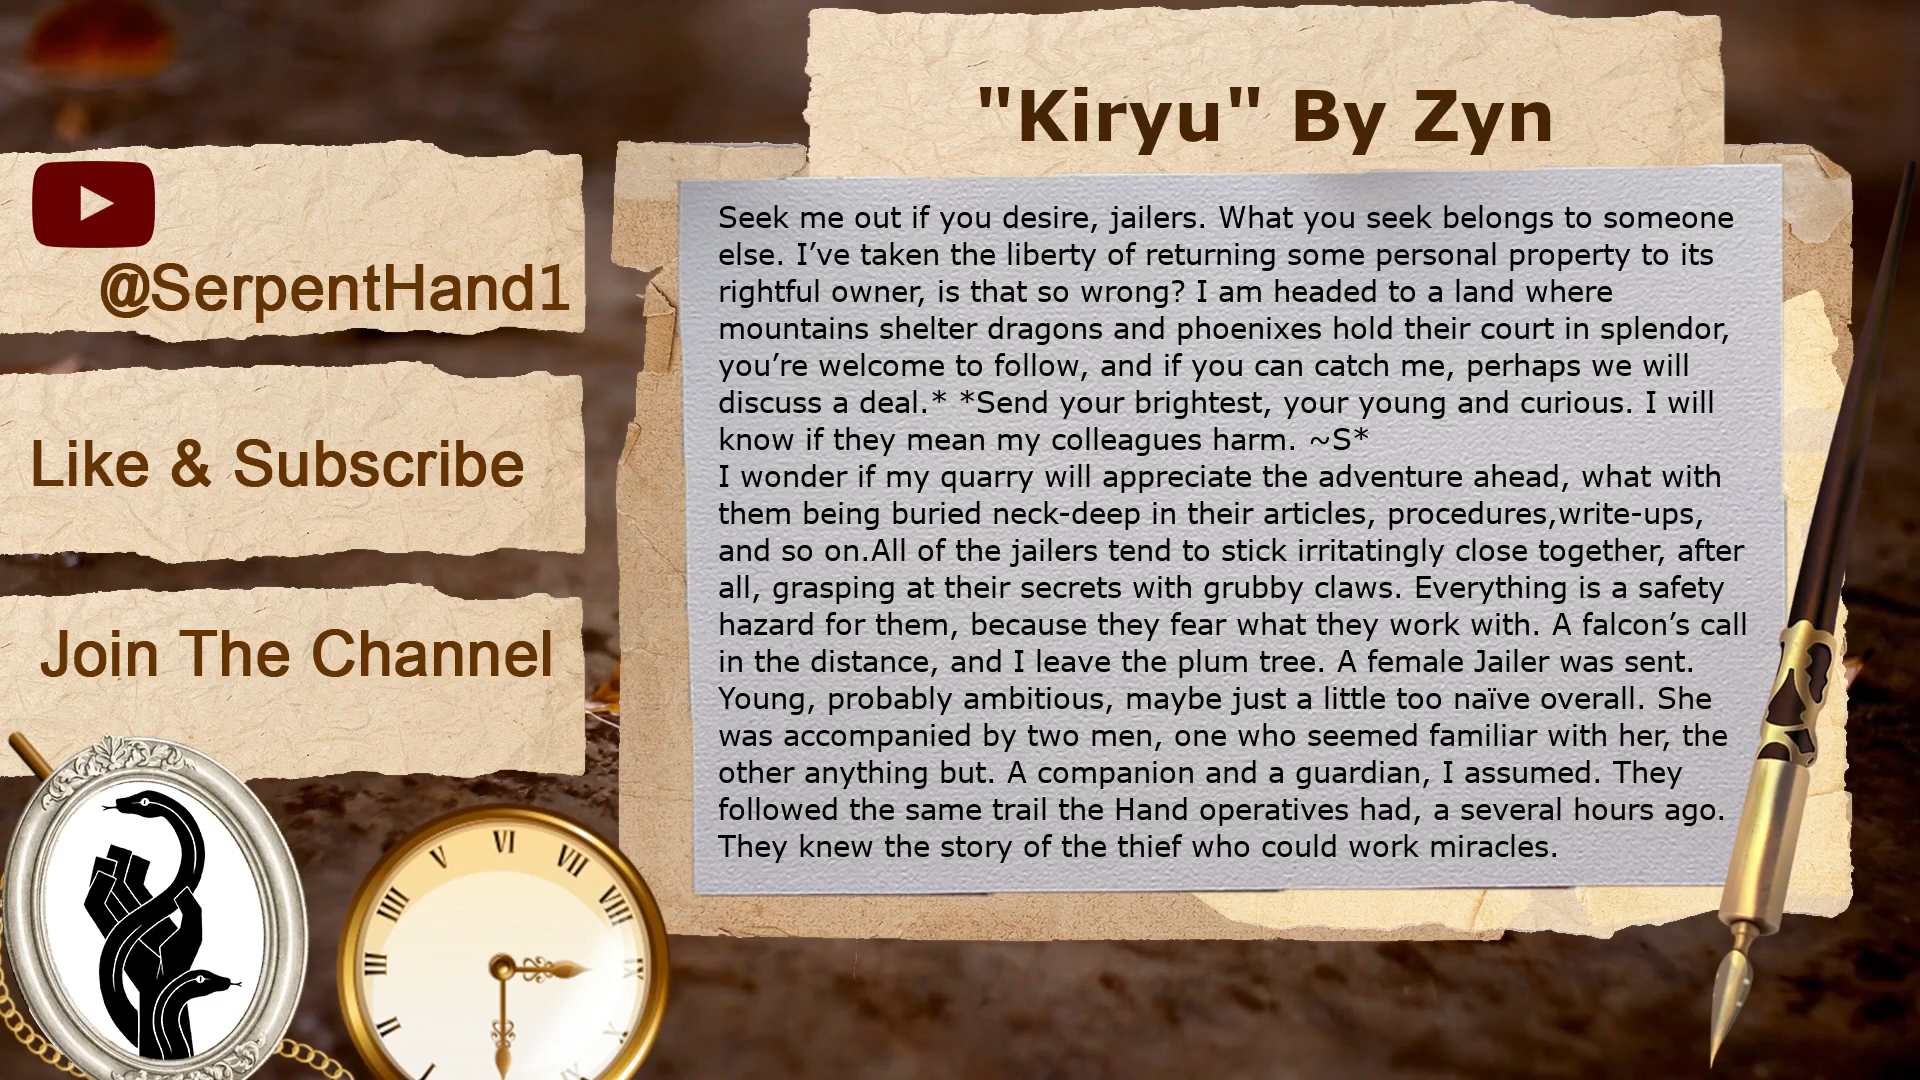 "Kiryu" By Zyn
@SerpentHand1
Like & Subscribe
Join The Channel
Seek me out if you desire, jailers. What you seek belongs to someone
else. I’ve taken the liberty of returning some personal property to its
rightful owner, is that so wrong? I am headed to a land where
mountains shelter dragons and phoenixes hold their court in splendor,
you’re welcome to follow, and if you can catch me, perhaps we will
discuss a deal.* *Send your brightest, your young and curious. I will
know if they mean my colleagues harm. ~S*
I wonder if my quarry will appreciate the adventure ahead, what with
them being buried neck-deep in their articles, procedures,write-ups,
and so on.All of the jailers tend to stick irritatingly close together, after
all, grasping at their secrets with grubby claws. Everything is a safety
hazard for them, because they fear what they work with. A falcon’s call
in the distance, and I leave the plum tree. A female Jailer was sent.
Young, probably ambitious, maybe just a little too naïve overall. She
was accompanied by two men, one who seemed familiar with her, the
other anything but. A companion and a guardian, I assumed. They
followed the same trail the Hand operatives had, a several hours ago.
They knew the story of the thief who could work miracles.
II
III
IIII
V
VI
VII
VIII
IX
X